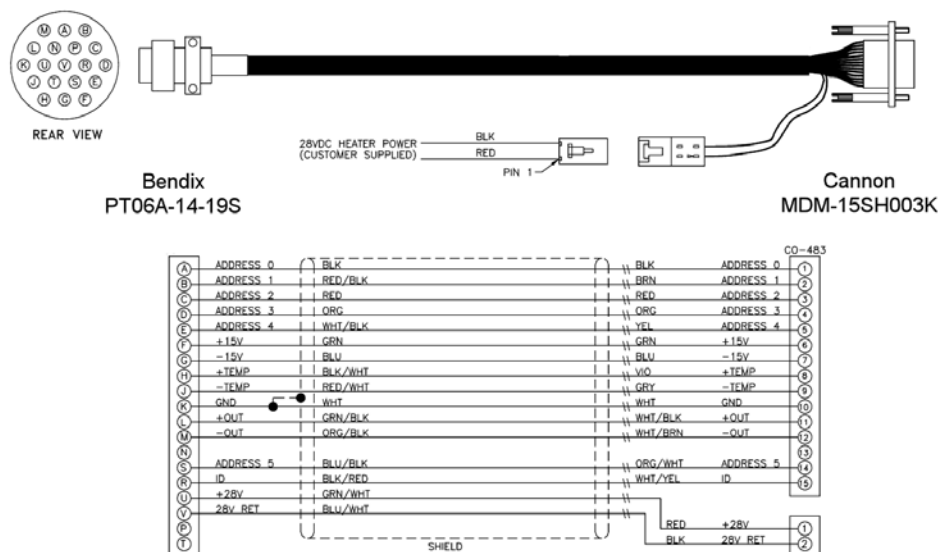 M A B
L N P C
K U V R D
J T S E
H G F
REAR VIEW
28VDC HEATER POWER
(CUSTOMER SUPPLIED)
BLK
RED
PIN 1
Bendix
PT06A-14-19S
Cannon
MDM-15SH003K
CO-483
A ADDRESS 0 BLK BLK ADDRESS 0 1
B ADDRESS 1 RED/BLK BRN ADDRESS 1 2
C ADDRESS 2 RED RED ADDRESS 2 3
D ADDRESS 3 ORG ORG ADDRESS 3 4
E ADDRESS 4 WHT/BLK YEL ADDRESS 4 5
F +15V GRN GRN +15V 6
G -15V BLU BLU -15V 7
H +TEMP BLK/WHT VIO +TEMP 8
J -TEMP RED/WHT GRY -TEMP 9
K GND WHT WHT GND 10
L +OUT GRN/BLK WHT/BLK +OUT 11
M -OUT ORG/BLK WHT/BRN -OUT 12
N 13
S ADDRESS 5 BLU/BLK ORG/WHT ADDRESS 5 14
R ID BLK/RED WHT/YEL ID 15
U +28V GRN/WHT
V 28V RET BLU/WHT
P RED +28V 1
T BLK 28V RET 2
SHIELD